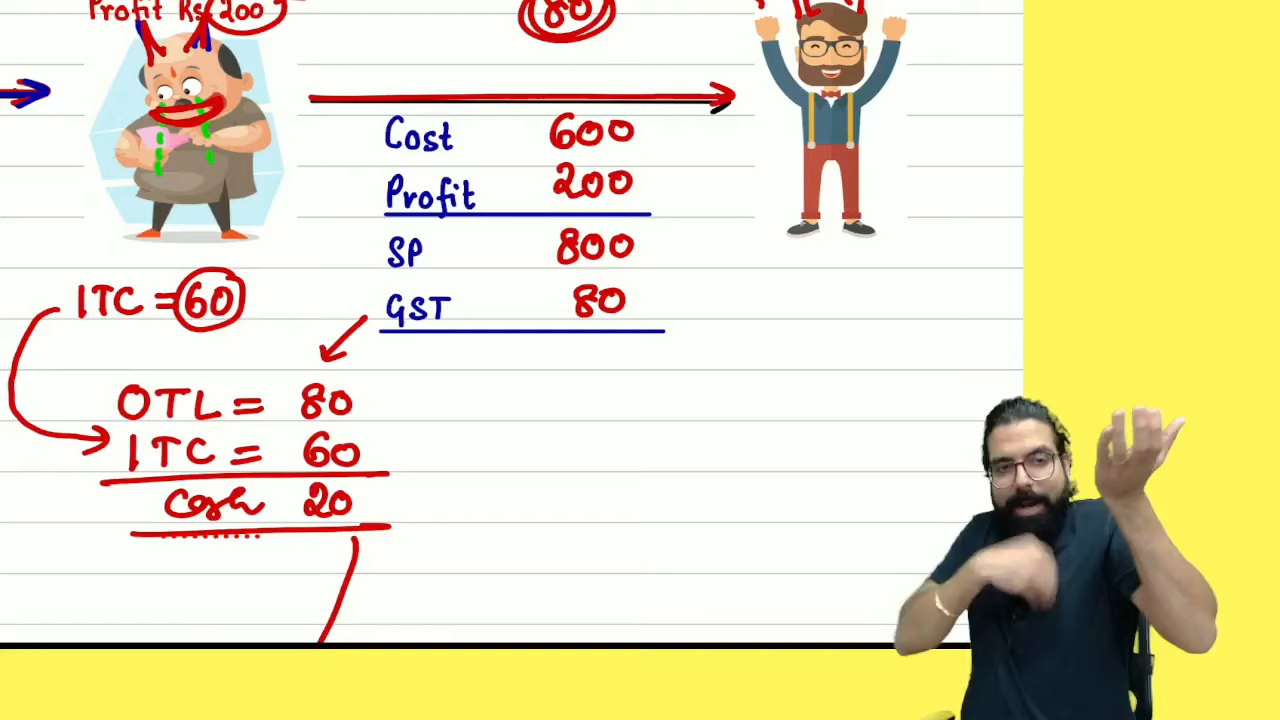 Profit Rs. 200
80
Cost 600
Profit 200
SP 800
GST 80
ITC = 60
OTL = 80
ITC = 60
Cash 20